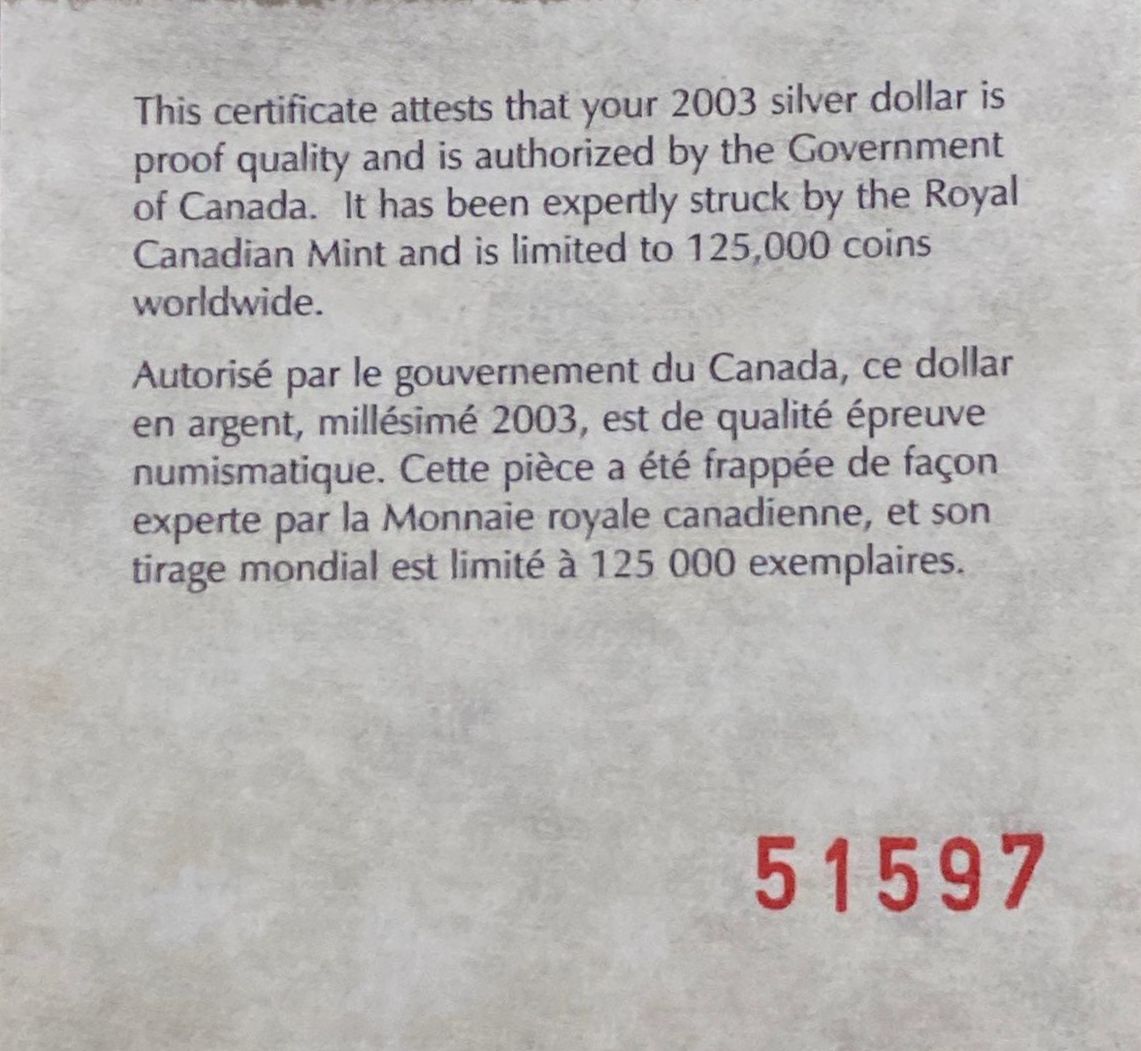 This certificate attests that your 2003 silver dollar is
proof quality and is authorized by the Government
of Canada.  It has been expertly struck by the Royal
Canadian Mint and is limited to 125,000 coins
worldwide.
Autorisé par le gouvernement du Canada, ce dollar
en argent, millésimé 2003, est de qualité épreuve
numismatique. Cette pièce a été frappée de façon
experte par la Monnaie royale canadienne, et son
tirage mondial est limité à 125 000 exemplaires.
51597